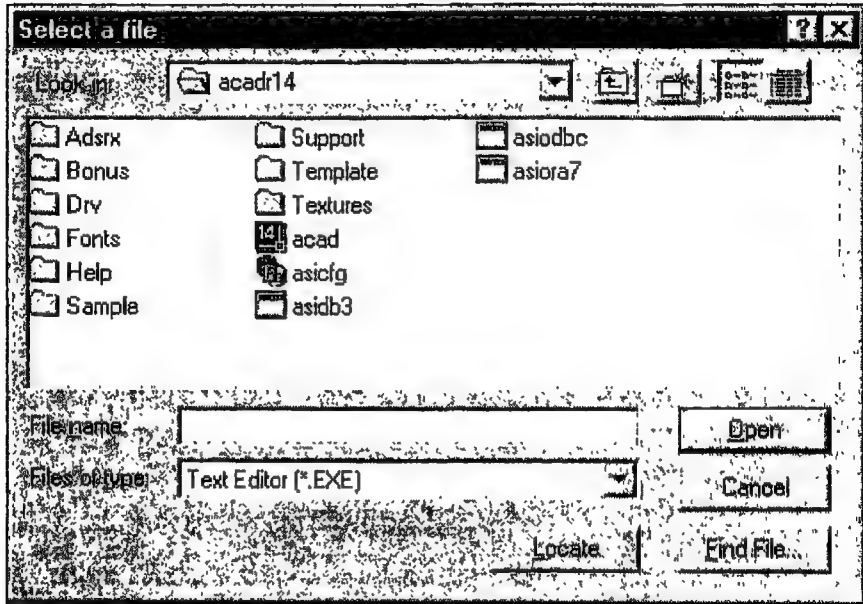 Select a file
Look in: acadr14
Adsrx Support asiodbc
Bonus Template asiora7
Drv Textures
Fonts acad
Help asicfg
Sample asidb3
File name:
Open
Files of type: Text Editor (*.EXE)
Cancel
Locate Find File...